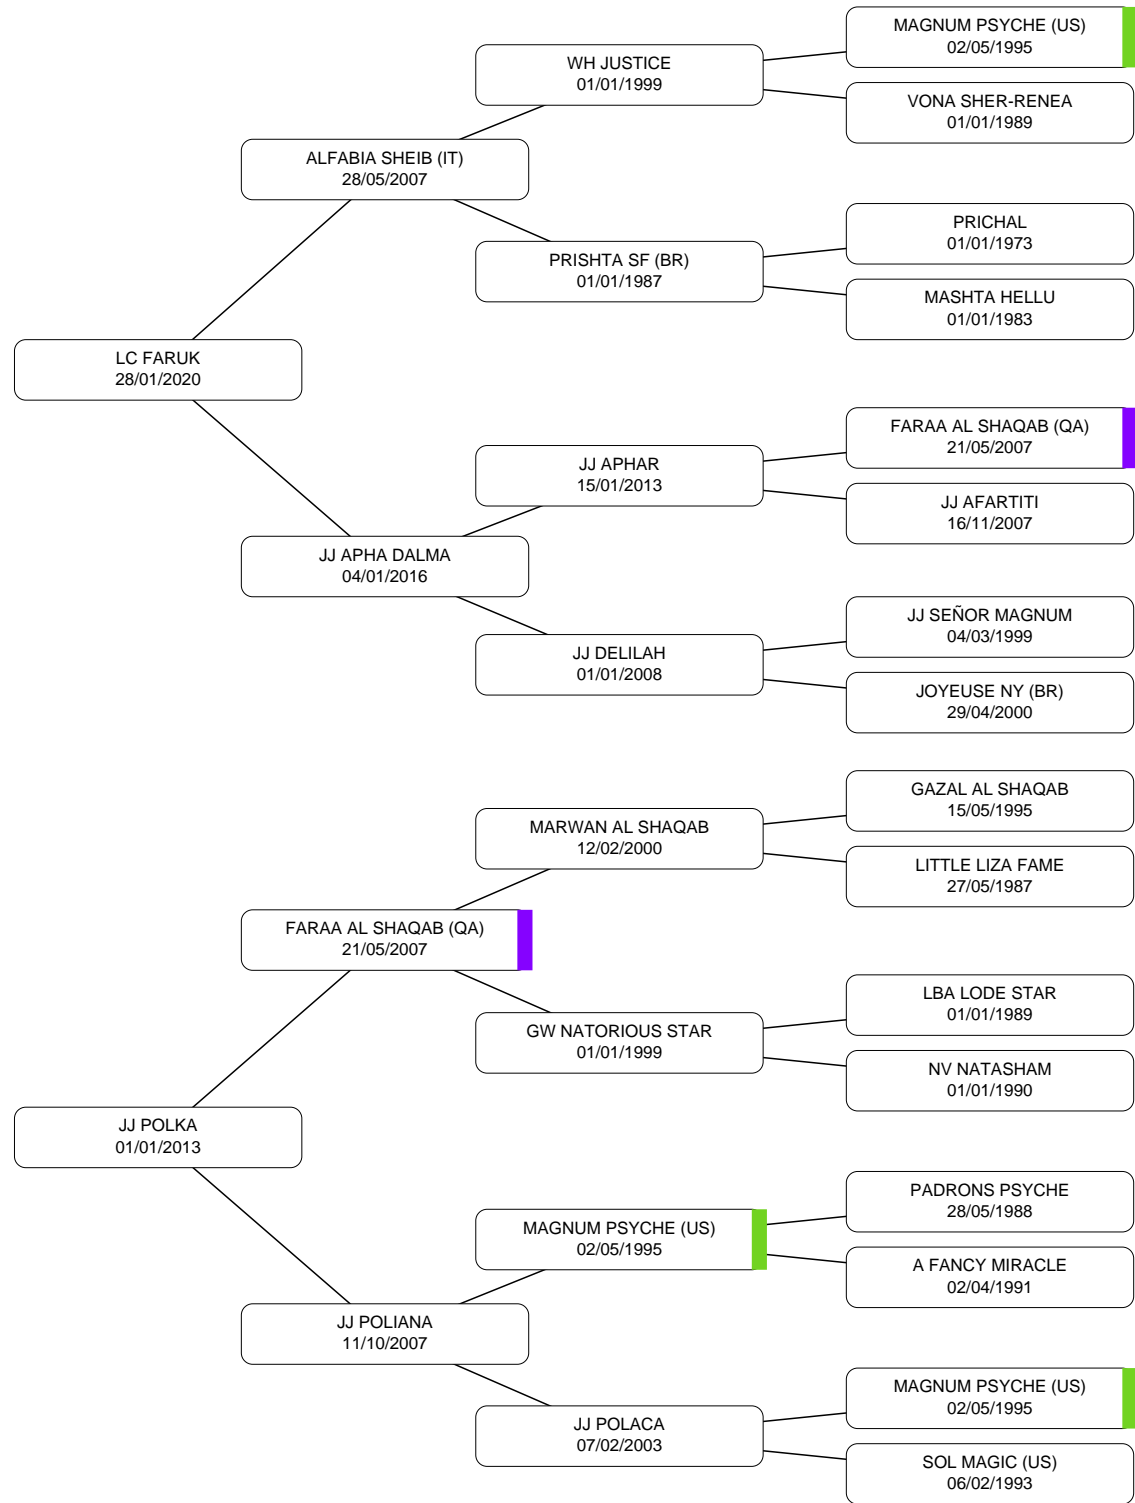 MAGNUM PSYCHE (US)
02/05/1995
WH JUSTICE
01/01/1999
VONA SHER-RENEA
01/01/1989
ALFABIA SHEIB (IT)
28/05/2007
PRICHAL
01/01/1973
PRISHTA SF (BR)
01/01/1987
MASHTA HELLU
01/01/1983
LC FARUK
28/01/2020
FARAA AL SHAQAB (QA)
21/05/2007
JJ APHAR
15/01/2013
JJ AFARTITI
16/11/2007
JJ APHA DALMA
04/01/2016
JJ SEÑOR MAGNUM
04/03/1999
JJ DELILAH
01/01/2008
JOYEUSE NY (BR)
29/04/2000
GAZAL AL SHAQAB
15/05/1995
MARWAN AL SHAQAB
12/02/2000
LITTLE LIZA FAME
27/05/1987
FARAA AL SHAQAB (QA)
21/05/2007
LBA LODE STAR
01/01/1989
GW NATORIOUS STAR
01/01/1999
NV NATASHAM
01/01/1990
JJ POLKA
01/01/2013
PADRONS PSYCHE
28/05/1988
MAGNUM PSYCHE (US)
02/05/1995
A FANCY MIRACLE
02/04/1991
JJ POLIANA
11/10/2007
MAGNUM PSYCHE (US)
02/05/1995
JJ POLACA
07/02/2003
SOL MAGIC (US)
06/02/1993